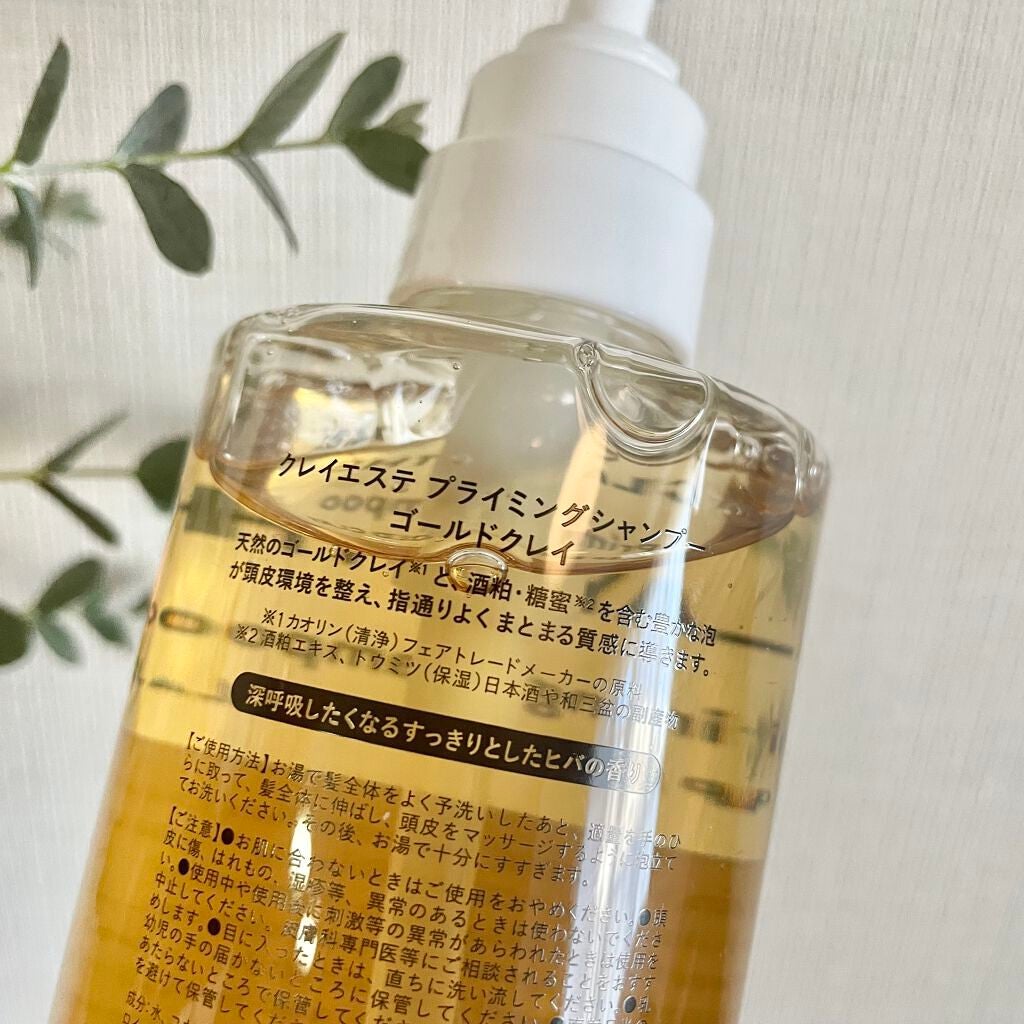 クレイエステ プライミングシャンプー
ゴールドクレイ
天然のゴールドクレイ※1と、酒粕・糖蜜※2を含む豊かな泡
が頭皮環境を整え、指通りよくまとまる質感に導きます。
※1カオリン(清浄)フェアトレードメーカーの原料
※2酒粕エキス、トウミツ(保湿)日本酒や和三盆の副産物
深呼吸したくなるすっきりとしたヒバの香り
【ご使用方法】お湯で髪全体をよく予洗いしたあと、適量を手のひ
らに取って、髪全体に伸ばし、頭皮をマッサージするように泡立て
てお洗いください。その後、お湯で十分にすすぎます。
【ご注意】●お肌に合わないときはご使用をおやめください。●頭
皮に傷、はれもの、湿疹等、異常のあるときは使わないでくださ
い。●使用中や使用後に刺激等の異常があらわれたときは使用を
中止してください。皮膚科専門医等にご相談されることをおすす
めします。●目に入ったときは、直ちに洗い流してください。●乳
幼児の手の届かないところに保管してください。
あたらないところで保管してくだ
を避けて保管してくだ
成分:水、コカ